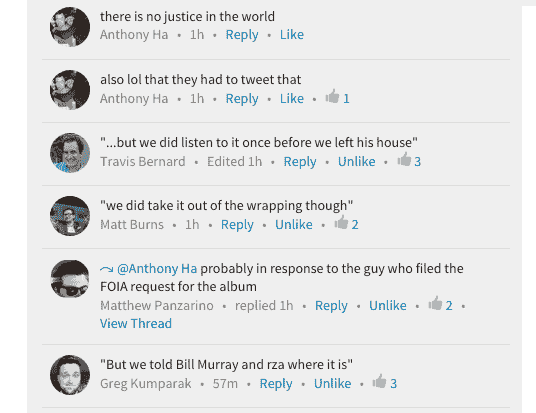 there is no justice in the world
Anthony Ha • 1h • Reply • Like
also lol that they had to tweet that
Anthony Ha • 1h • Reply • Like • 1
"...but we did listen to it once before we left his house"
Travis Bernard • Edited 1h • Reply • Unlike • 3
"we did take it out of the wrapping though"
Matt Burns • 1h • Reply • Unlike • 2
@Anthony Ha probably in response to the guy who filed the
FOIA request for the album
Matthew Panzarino • replied 1h • Reply • Unlike • 2 •
View Thread
"But we told Bill Murray and rza where it is"
Greg Kumparak • 57m • Reply • Unlike • 3